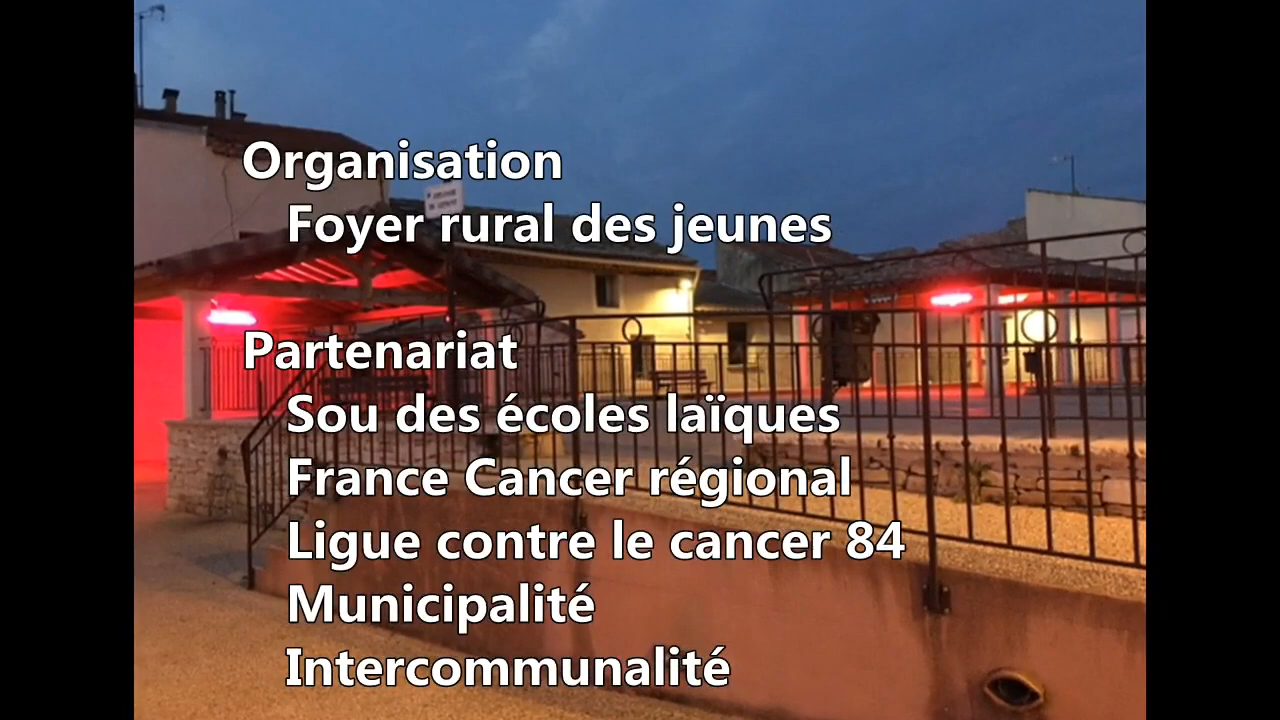 Organisation
Foyer rural des jeunes
Partenariat
Sou des écoles laïques
France Cancer régional
Ligue contre le cancer 84
Municipalité
Intercommunalité